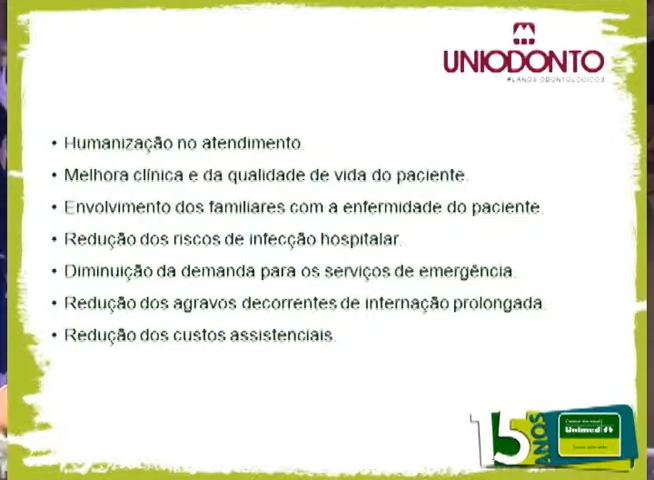 UNIODONTO
PLANOS ODONTOLÓGICOS
• Humanização no atendimento.
• Melhora clínica e da qualidade de vida do paciente.
• Envolvimento dos familiares com a enfermidade do paciente.
• Redução dos riscos de infecção hospitalar.
• Diminuição da demanda para os serviços de emergência.
• Redução dos agravos decorrentes de internação prolongada.
• Redução dos custos assistenciais.
15 ANOS
Unimed